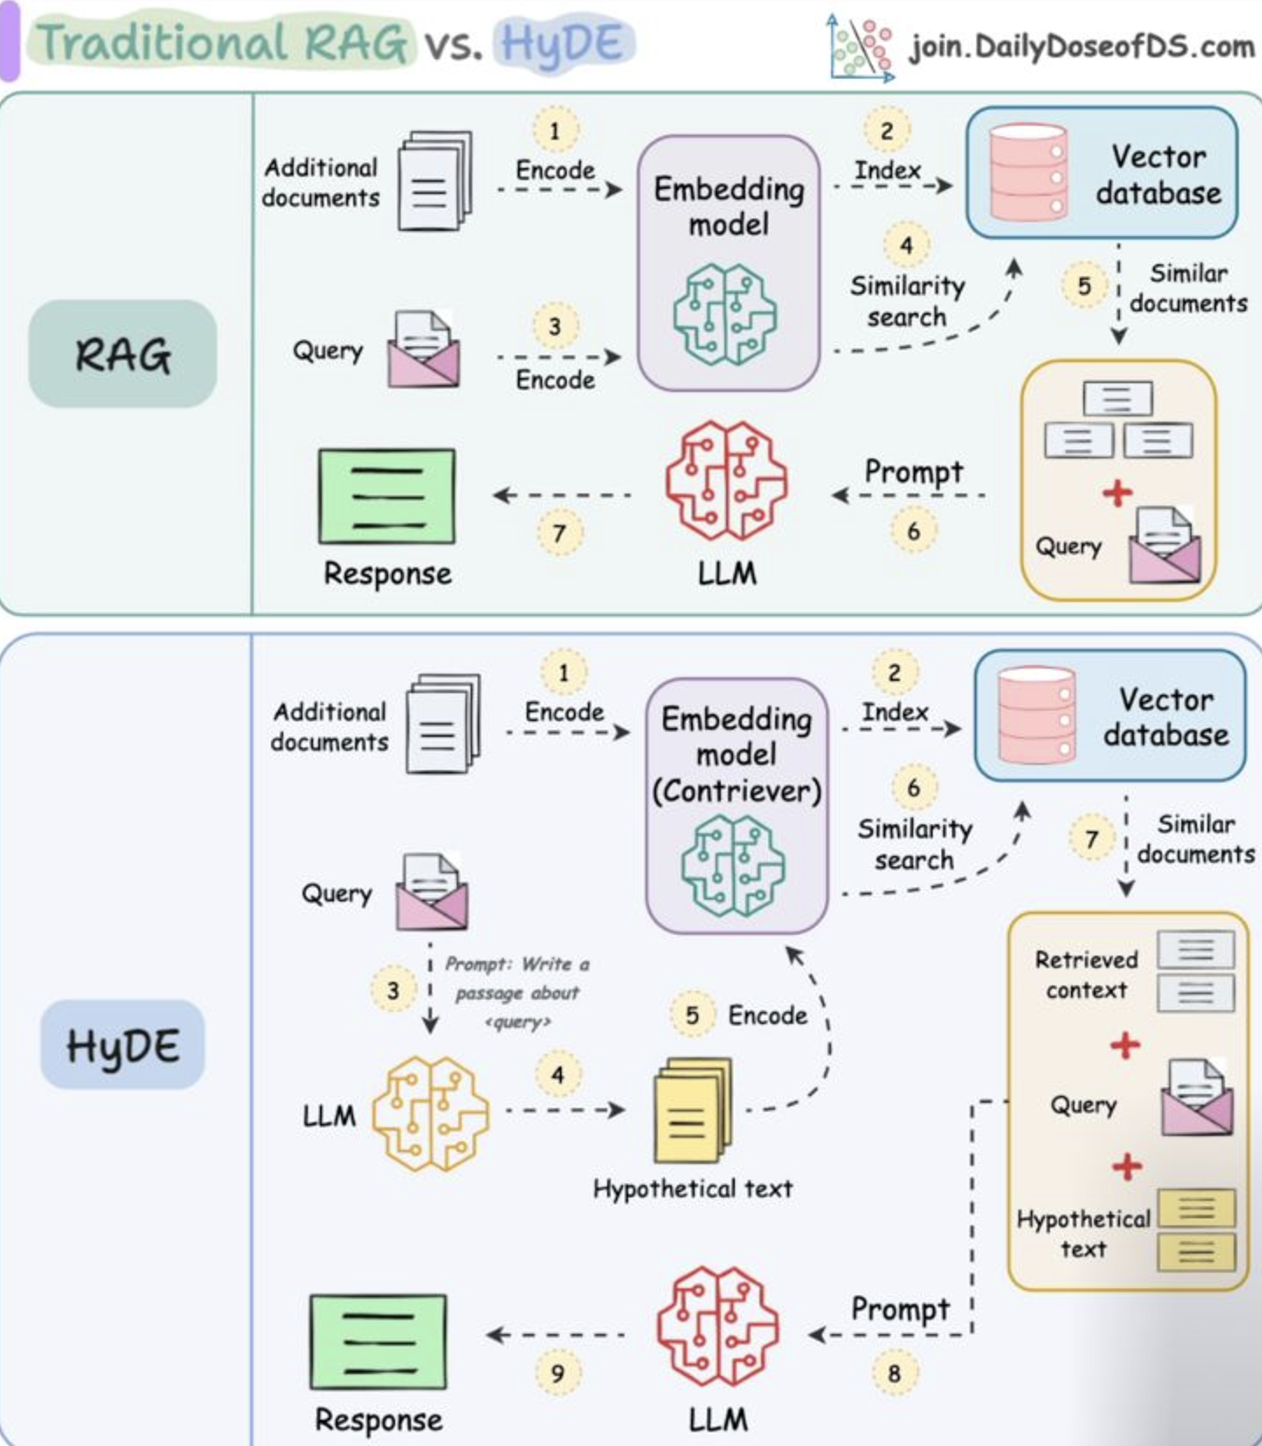 Traditional RAG vs. HyDE
join.DailyDoseofDS.com
RAG
Additional
documents
1
Encode
Embedding
model
2
Index
Vector
database
Query
3
Encode
4
Similarity
search
5
Similar
documents
Query
Prompt
6
LLM
7
Response
HyDE
Additional
documents
1
Encode
Embedding
model
(Contriever)
2
Index
Vector
database
Query
3
Prompt: Write a
passage about
<query>
LLM
4
Hypothetical text
5
Encode
6
Similarity
search
7
Similar
documents
Retrieved
context
Query
Hypothetical
text
Prompt
8
LLM
9
Response